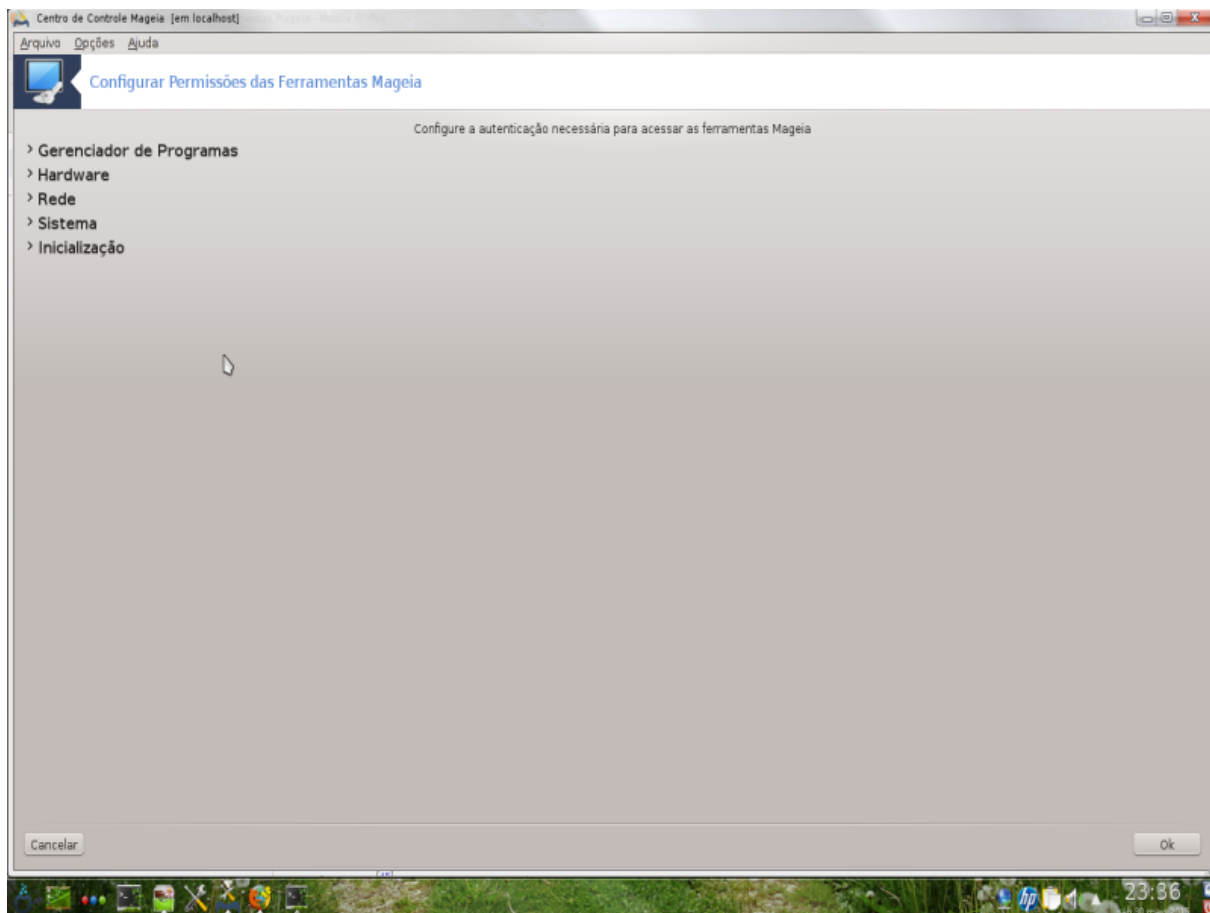 Centro de Controle Mageia [em localhost]
Arquivo Opções Ajuda
Configurar Permissões das Ferramentas Mageia
Configure a autenticação necessária para acessar as ferramentas Mageia
> Gerenciador de Programas
> Hardware
> Rede
> Sistema
> Inicialização
Cancelar
Ok
hp
23:36